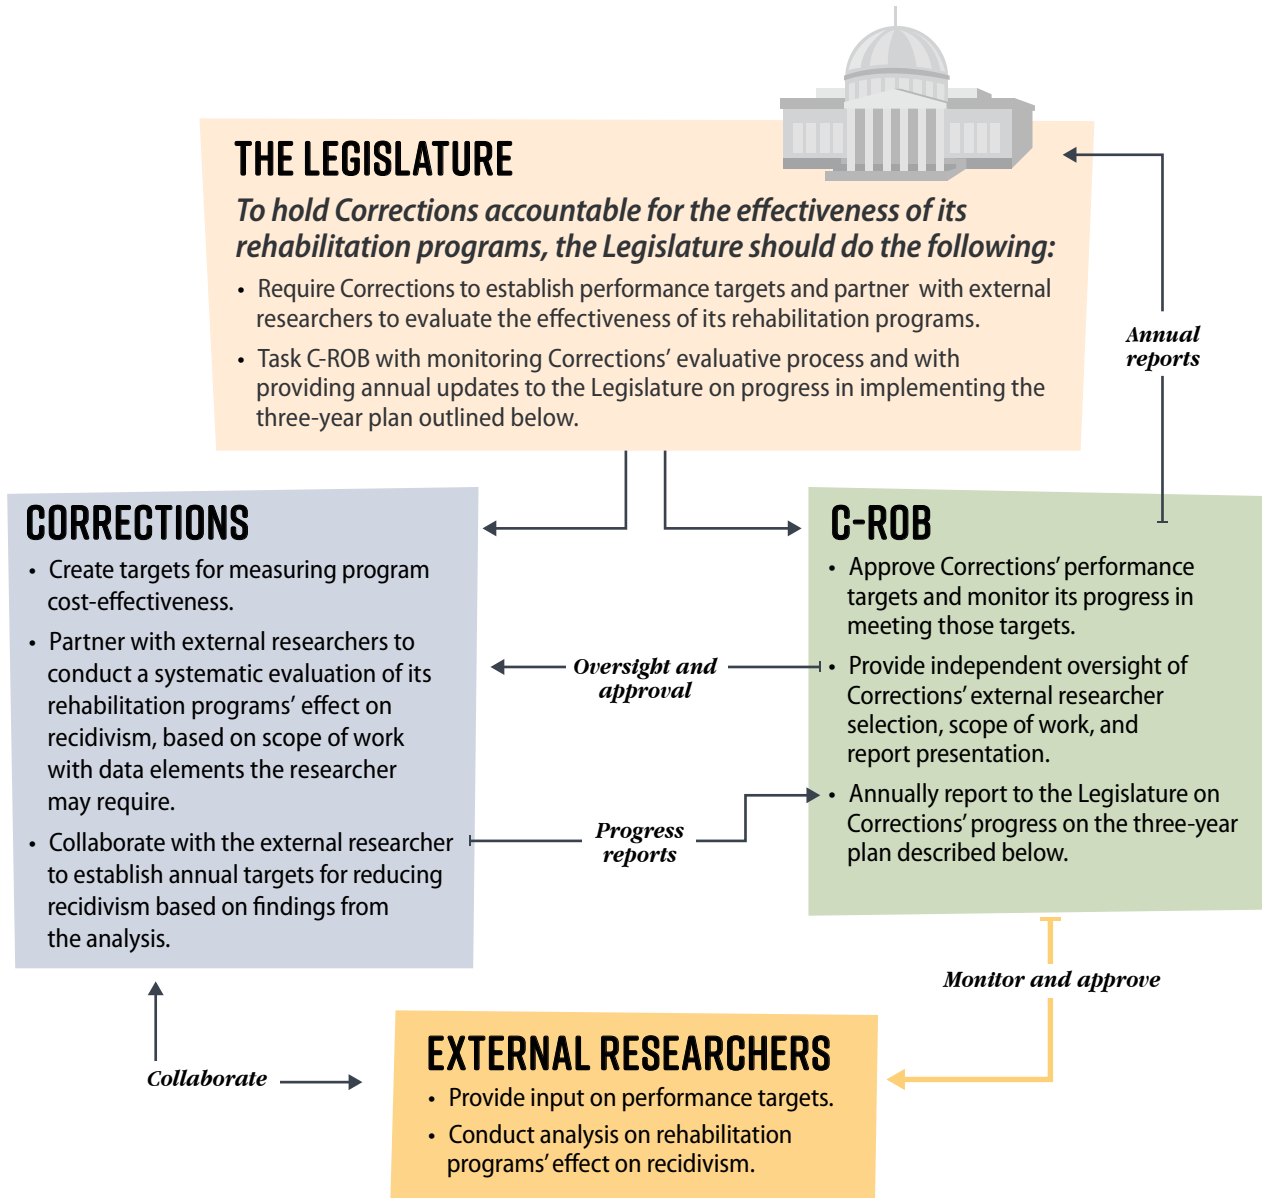 THE LEGISLATURE
To hold Corrections accountable for the effectiveness of its
rehabilitation programs, the Legislature should do the following:
• Require Corrections to establish performance targets and partner with external
researchers to evaluate the effectiveness of its rehabilitation programs.
• Task C-ROB with monitoring Corrections’ evaluative process and with
providing annual updates to the Legislature on progress in implementing the
three-year plan outlined below.
Annual
reports
CORRECTIONS
• Create targets for measuring program
cost-effectiveness.
• Partner with external researchers to
conduct a systematic evaluation of its
rehabilitation programs’ effect on
recidivism, based on scope of work
with data elements the researcher
may require.
• Collaborate with the external researcher
to establish annual targets for reducing
recidivism based on findings from
the analysis.
Oversight and
approval
Progress
reports
C-ROB
• Approve Corrections’ performance
targets and monitor its progress in
meeting those targets.
• Provide independent oversight of
Corrections’ external researcher
selection, scope of work, and
report presentation.
• Annually report to the Legislature on
Corrections’ progress on the three-year
plan described below.
Monitor and approve
Collaborate
EXTERNAL RESEARCHERS
• Provide input on performance targets.
• Conduct analysis on rehabilitation
programs’ effect on recidivism.